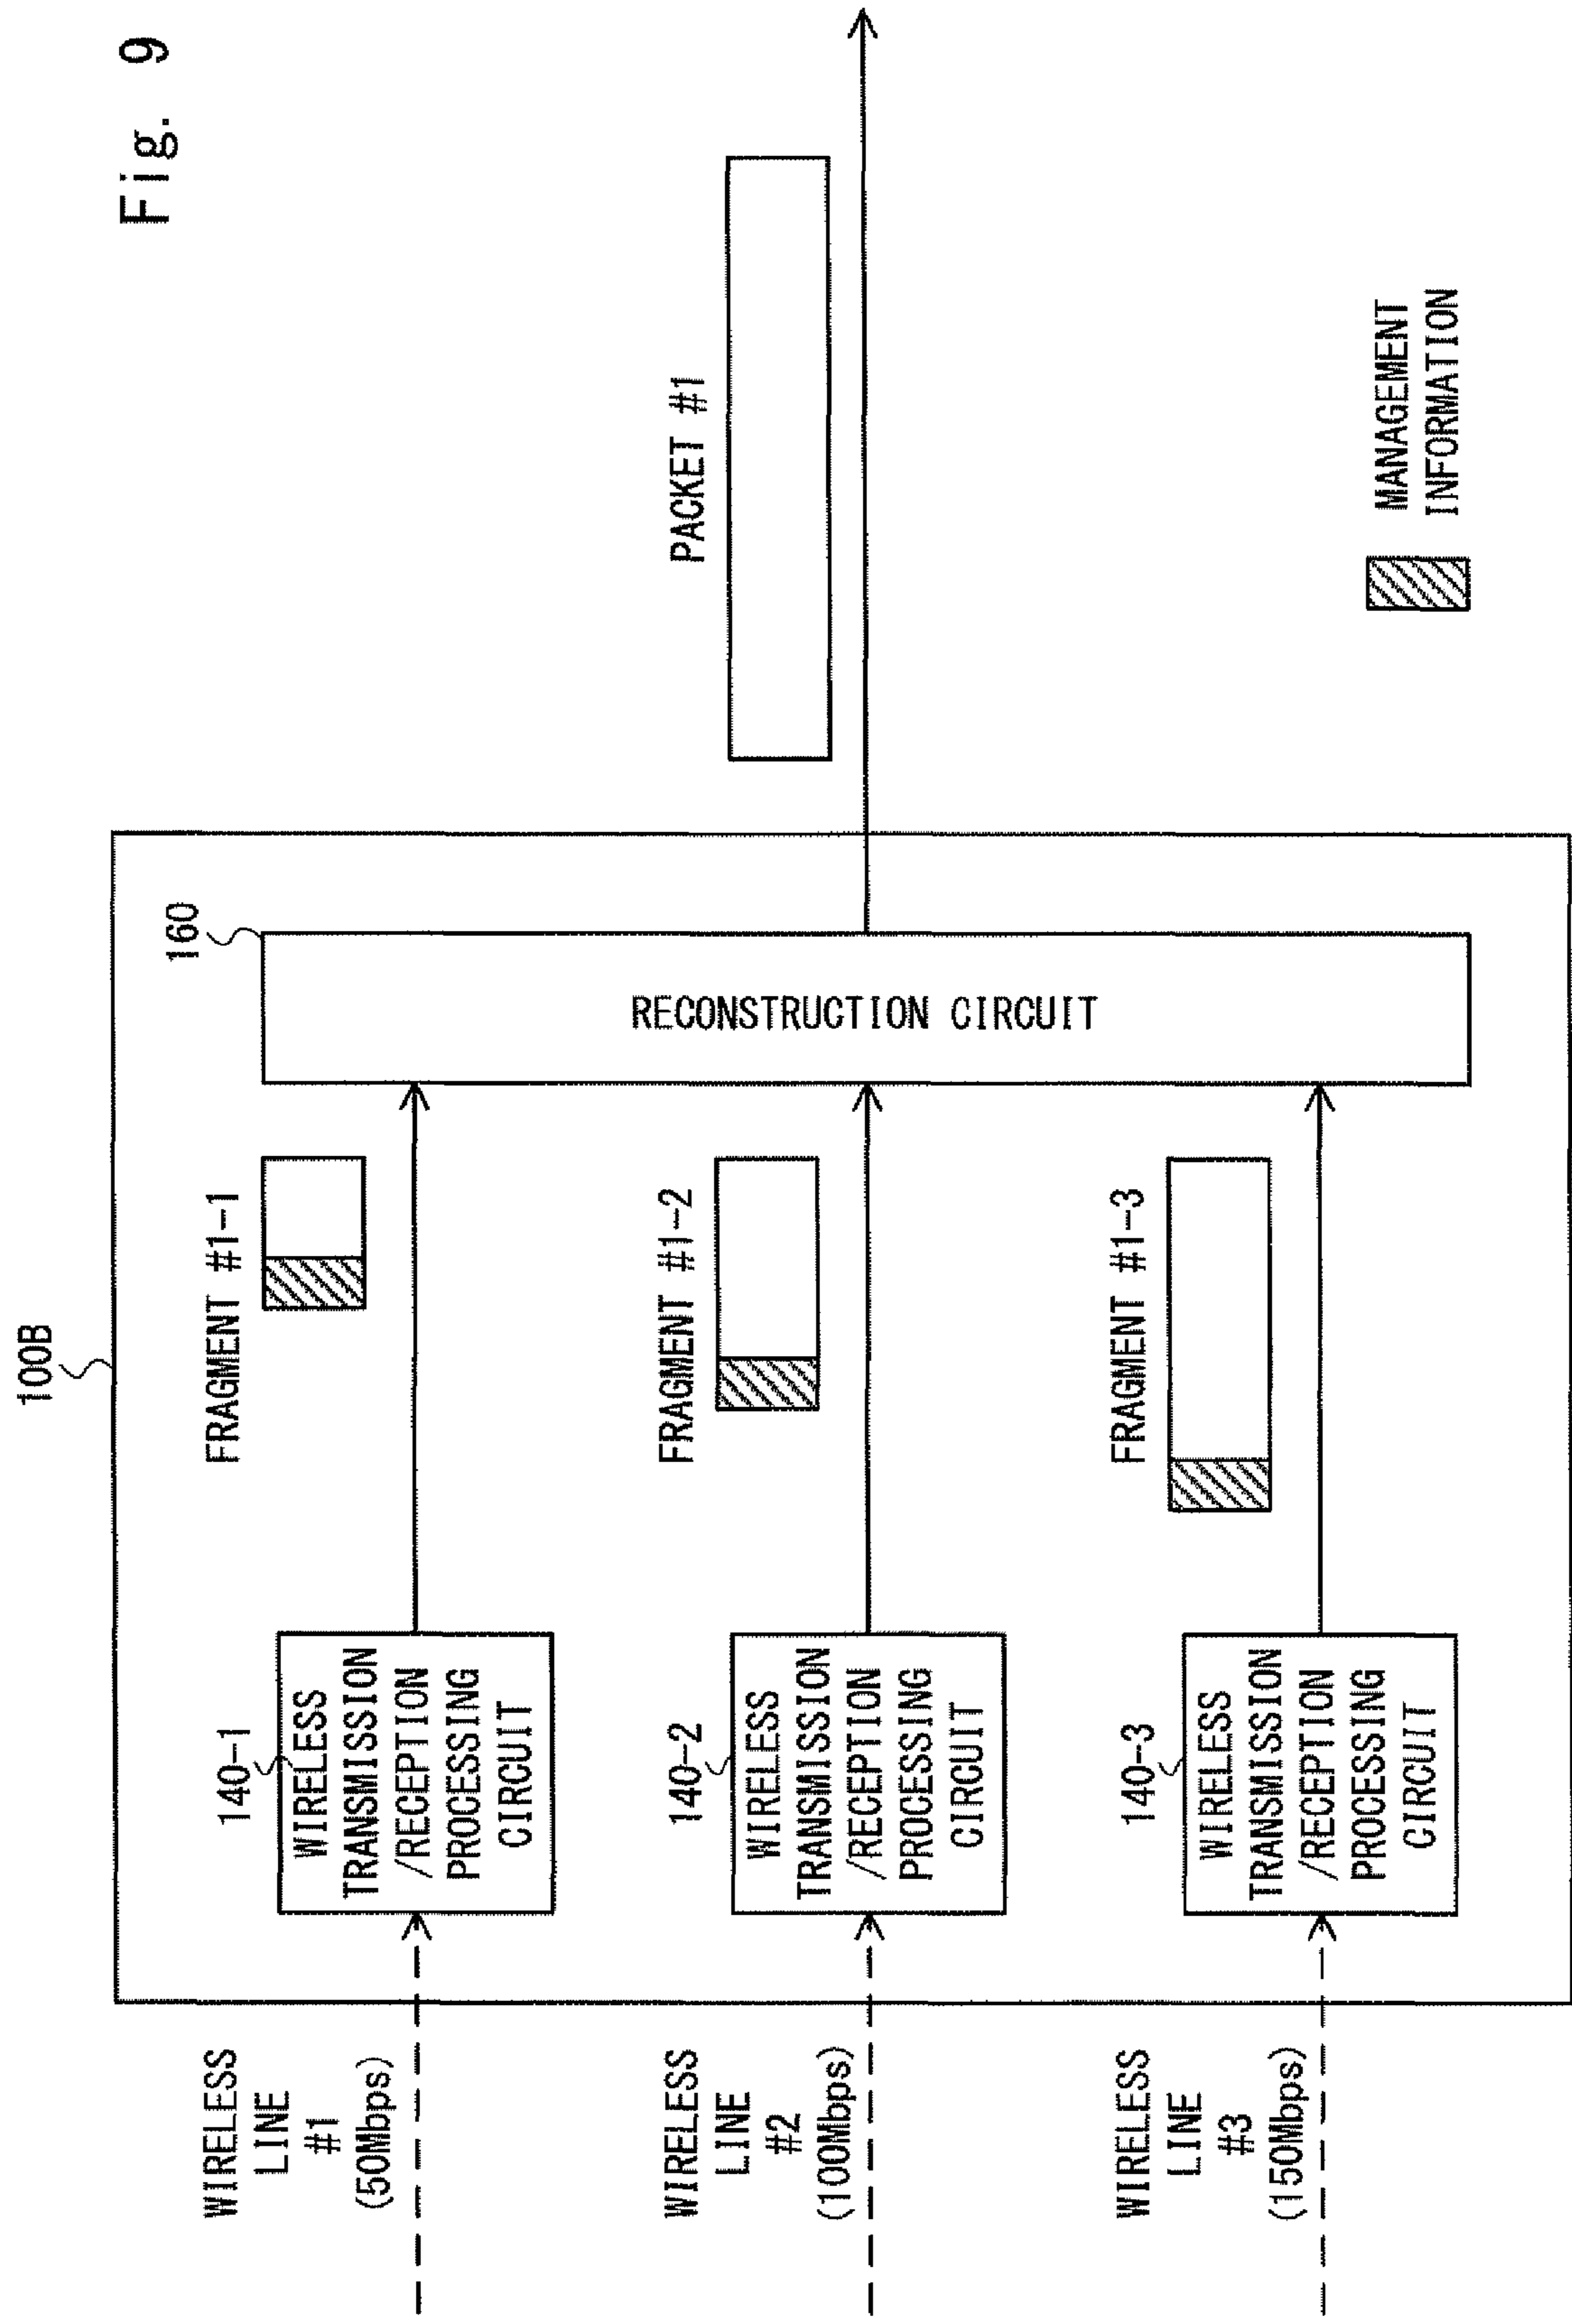 Fig. 9
100B
WIRELESS
LINE
#1
(50Mbps)
140-1
WIRELESS
TRANSMISSION
/RECEPTION
PROCESSING
CIRCUIT
FRAGMENT #1-1
160
RECONSTRUCTION CIRCUIT
PACKET #1
WIRELESS
LINE
#2
(100Mbps)
140-2
WIRELESS
TRANSMISSION
/RECEPTION
PROCESSING
CIRCUIT
FRAGMENT #1-2
WIRELESS
LINE
#3
(150Mbps)
140-3
WIRELESS
TRANSMISSION
/RECEPTION
PROCESSING
CIRCUIT
FRAGMENT #1-3
MANAGEMENT
INFORMATION